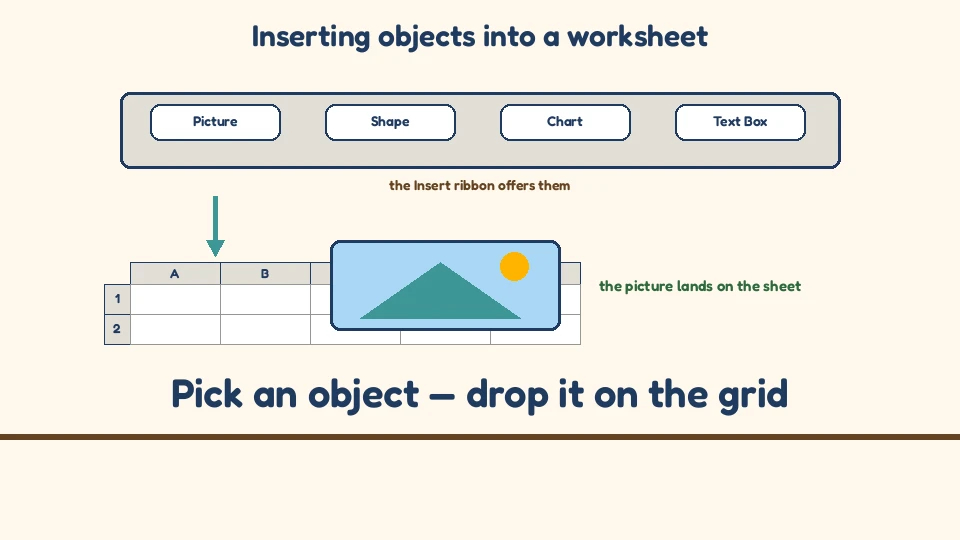 Inserting objects into a worksheet
Picture Shape Chart Text Box
the Insert ribbon offers them
A B
the picture lands on the sheet
1
2
Pick an object — drop it on the grid